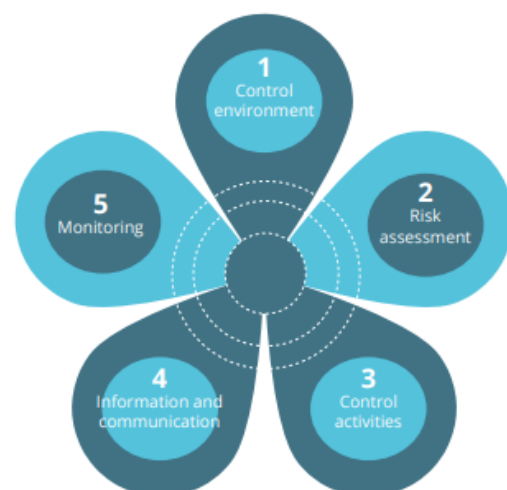 1
Control
environment
2
Risk
assessment
3
Control
activities
4
Information and
communication
5
Monitoring